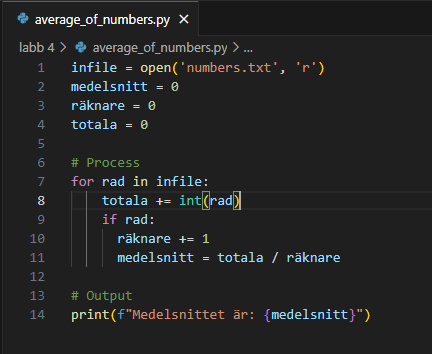 average_of_numbers.py ×
labb 4 > average_of_numbers.py > ...
1 infile = open('numbers.txt', 'r')
2 medelsnitt = 0
3 räknare = 0
4 totala = 0
5
6 # Process
7 for rad in infile:
8     totala += int(rad)
9     if rad:
10       räknare += 1
11       medelsnitt = totala / räknare
12
13 # Output
14 print(f"Medelsnittet är: {medelsnitt}")